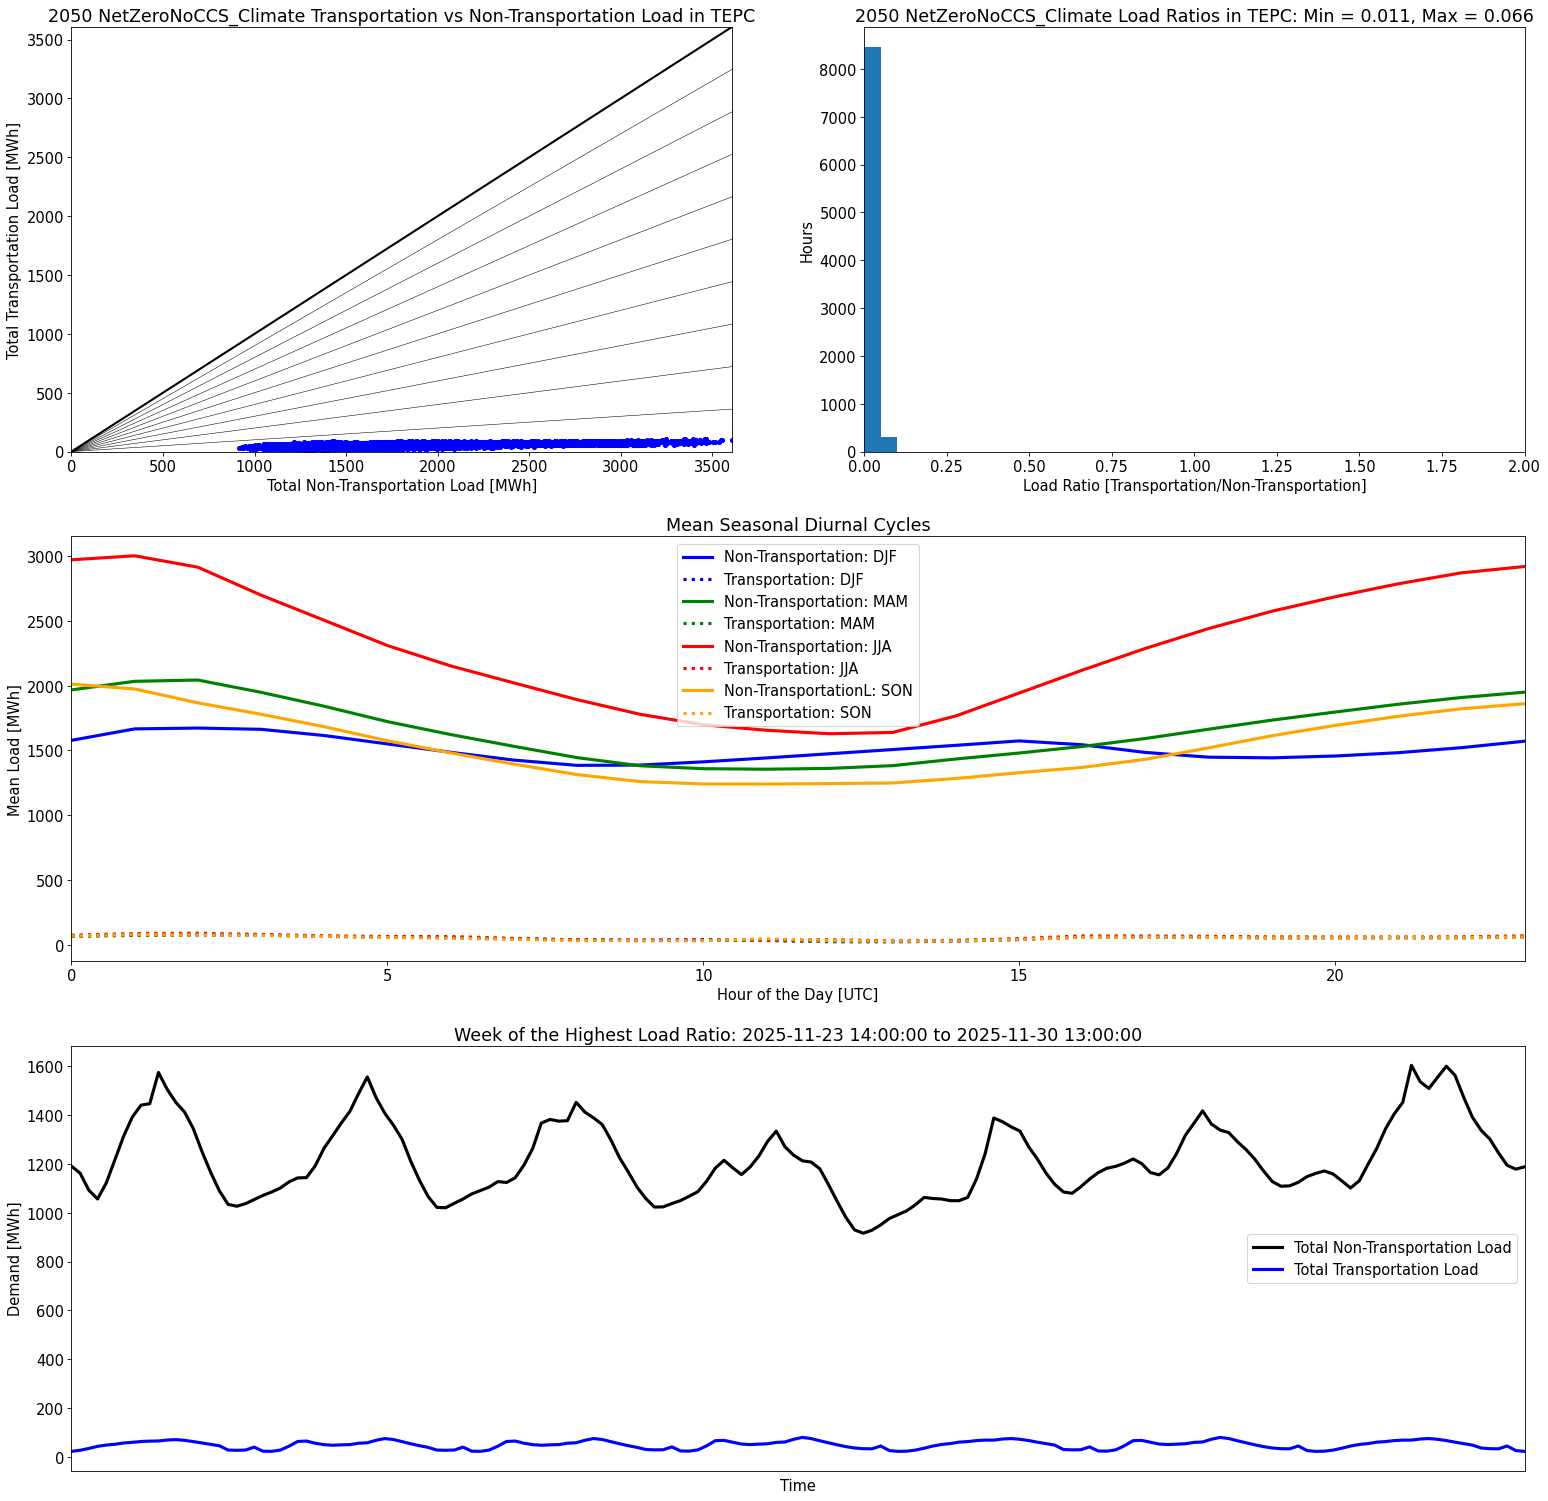 2050 NetZeroNoCCS_Climate Transportation vs Non-Transportation Load in TEPC
3500
3000
2500
2000
1500
1000
500
0
Total Transportation Load [MWh]
0 500 1000 1500 2000 2500 3000 3500
Total Non-Transportation Load [MWh]
2050 NetZeroNoCCS_Climate Load Ratios in TEPC: Min = 0.011, Max = 0.066
8000
7000
6000
5000
4000
3000
2000
1000
0
Hours
0.00 0.25 0.50 0.75 1.00 1.25 1.50 1.75 2.00
Load Ratio [Transportation/Non-Transportation]
Mean Seasonal Diurnal Cycles
3000
2500
2000
1500
1000
500
0
Mean Load [MWh]
Non-Transportation: DJF
Transportation: DJF
Non-Transportation: MAM
Transportation: MAM
Non-Transportation: JJA
Transportation: JJA
Non-TransportationL: SON
Transportation: SON
0 5 10 15 20
Hour of the Day [UTC]
Week of the Highest Load Ratio: 2025-11-23 14:00:00 to 2025-11-30 13:00:00
1600
1400
1200
1000
800
600
400
200
0
Demand [MWh]
Total Non-Transportation Load
Total Transportation Load
Time